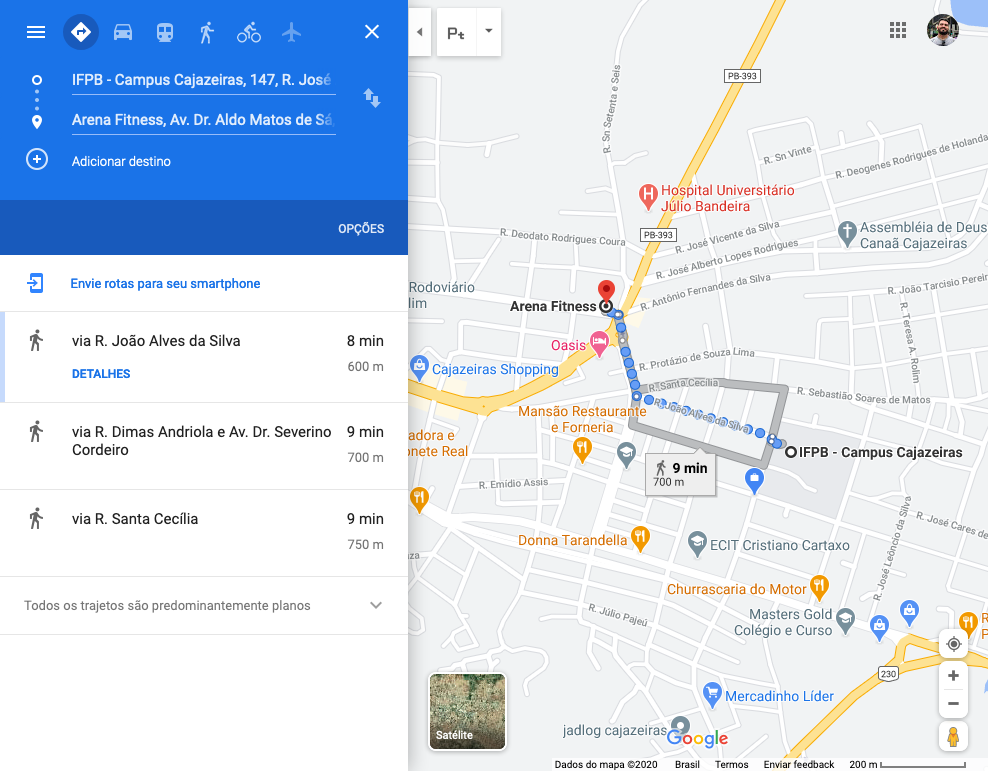 IFPB - Campus Cajazeiras, 147, R. José
Arena Fitness, Av. Dr. Aldo Matos de Sá,
Adicionar destino
OPÇÕES
Envie rotas para seu smartphone
via R. João Alves da Silva
8 min
600 m
DETALHES
via R. Dimas Andriola e Av. Dr. Severino
Cordeiro
9 min
700 m
via R. Santa Cecília
9 min
750 m
Todos os trajetos são predominantemente planos
PB-393
R. Sn Setenta e Seis
R. Sn Vinte
R. Deogenes Rodrigues de Holanda
Hospital Universitário
Júlio Bandeira
PB-393
R. Deodato Rodrigues Coura
R. José Vicente da Silva
R. José Alberto Lopes Rodrigues
Assembléia de Deus
Canaã Cajazeiras
Rodoviário
lim
R. Antônio Fernandes da Silva
R. João Tarcisio Pereir
R. Teresa A. Rolim
Arena Fitness
Oasis
R. Protázio de Souza Lima
Cajazeiras Shopping
R. Santa Cecília
R. João Alves da Silva
R. Sebastião Soares de Matos
Mansão Restaurante
e Forneria
adora e
onete Real
IFPB - Campus Cajazeiras
9 min
700 m
R. Emídio Assis
Donna Tarandella
ECIT Cristiano Cartaxo
R. José Leôncio da Silva
R. José Cares de
za
Churrascaria do Motor
R. Júlio Pajeú
Masters Gold
Colégio e Curso
R
P
230
Mercadinho Líder
jadlog cajazeiras
Google
Satélite
Dados do mapa ©2020 Brasil Termos Enviar feedback 200 m